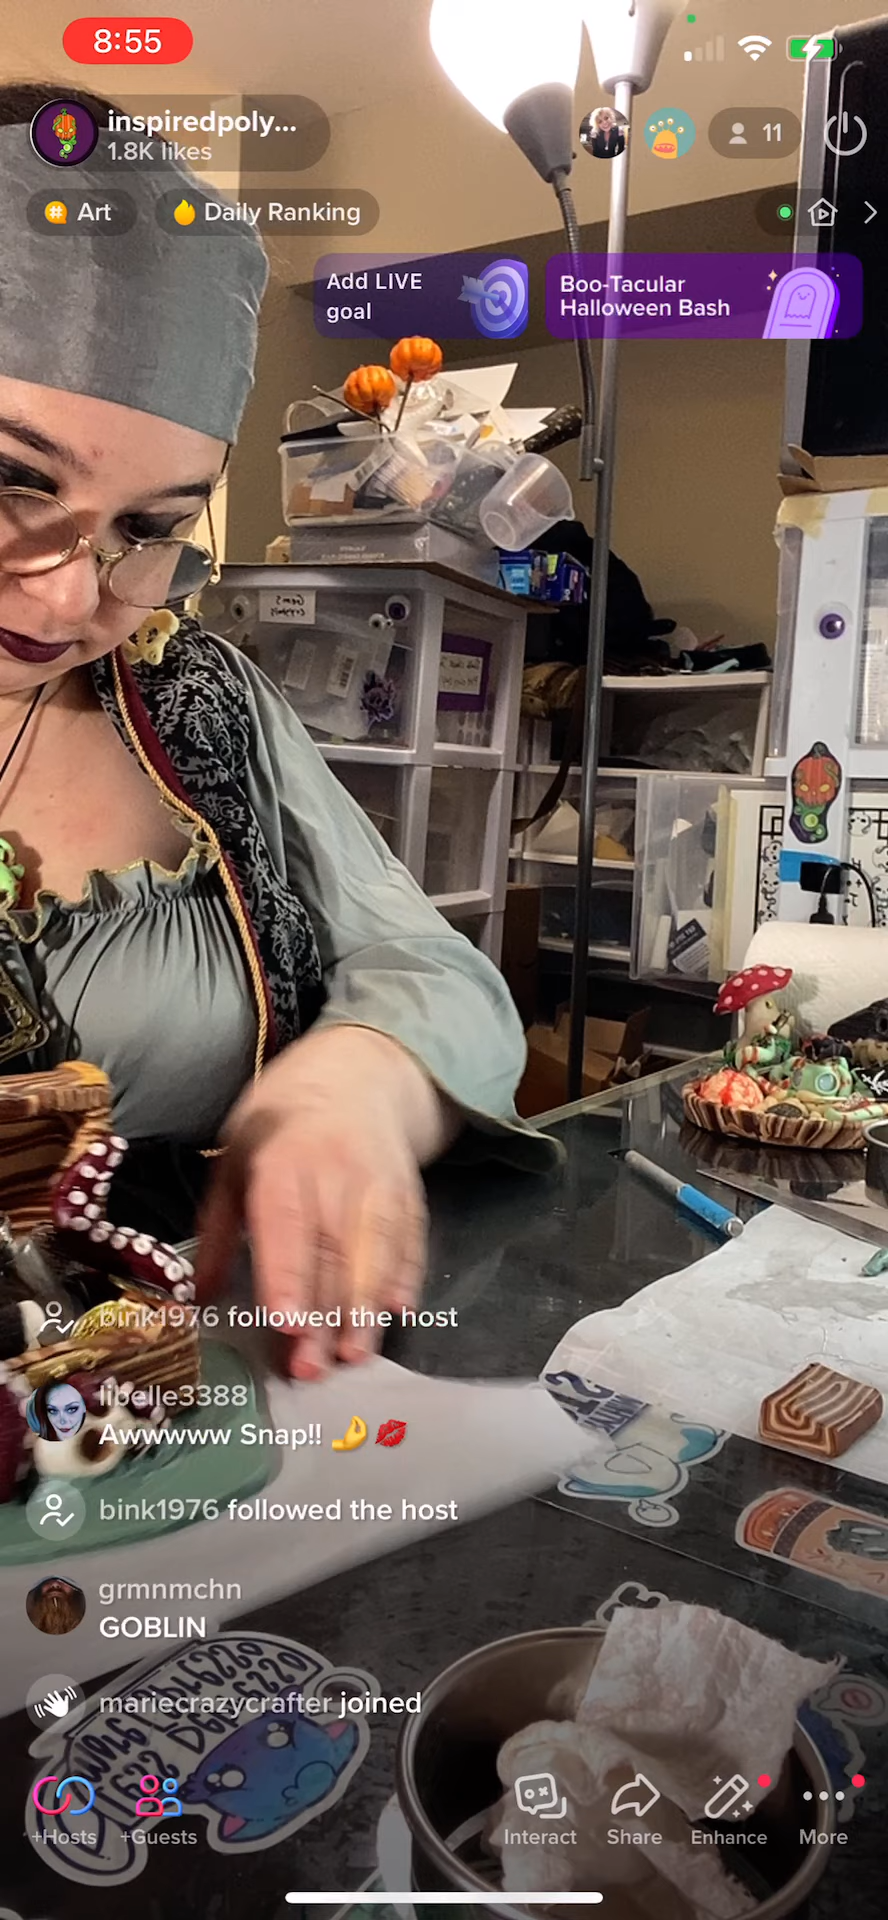 8:55
inspiredpoly...
1.8K likes
11
Art
Daily Ranking
Add LIVE
goal
Boo-Tacular
Halloween Bash
bink1976 followed the host
libelle3388
Awwwww Snap!! 🤌💋
bink1976 followed the host
grmnmchn
GOBLIN
mariecrazycrafter joined
+Hosts
+Guests
Interact
Share
Enhance
More